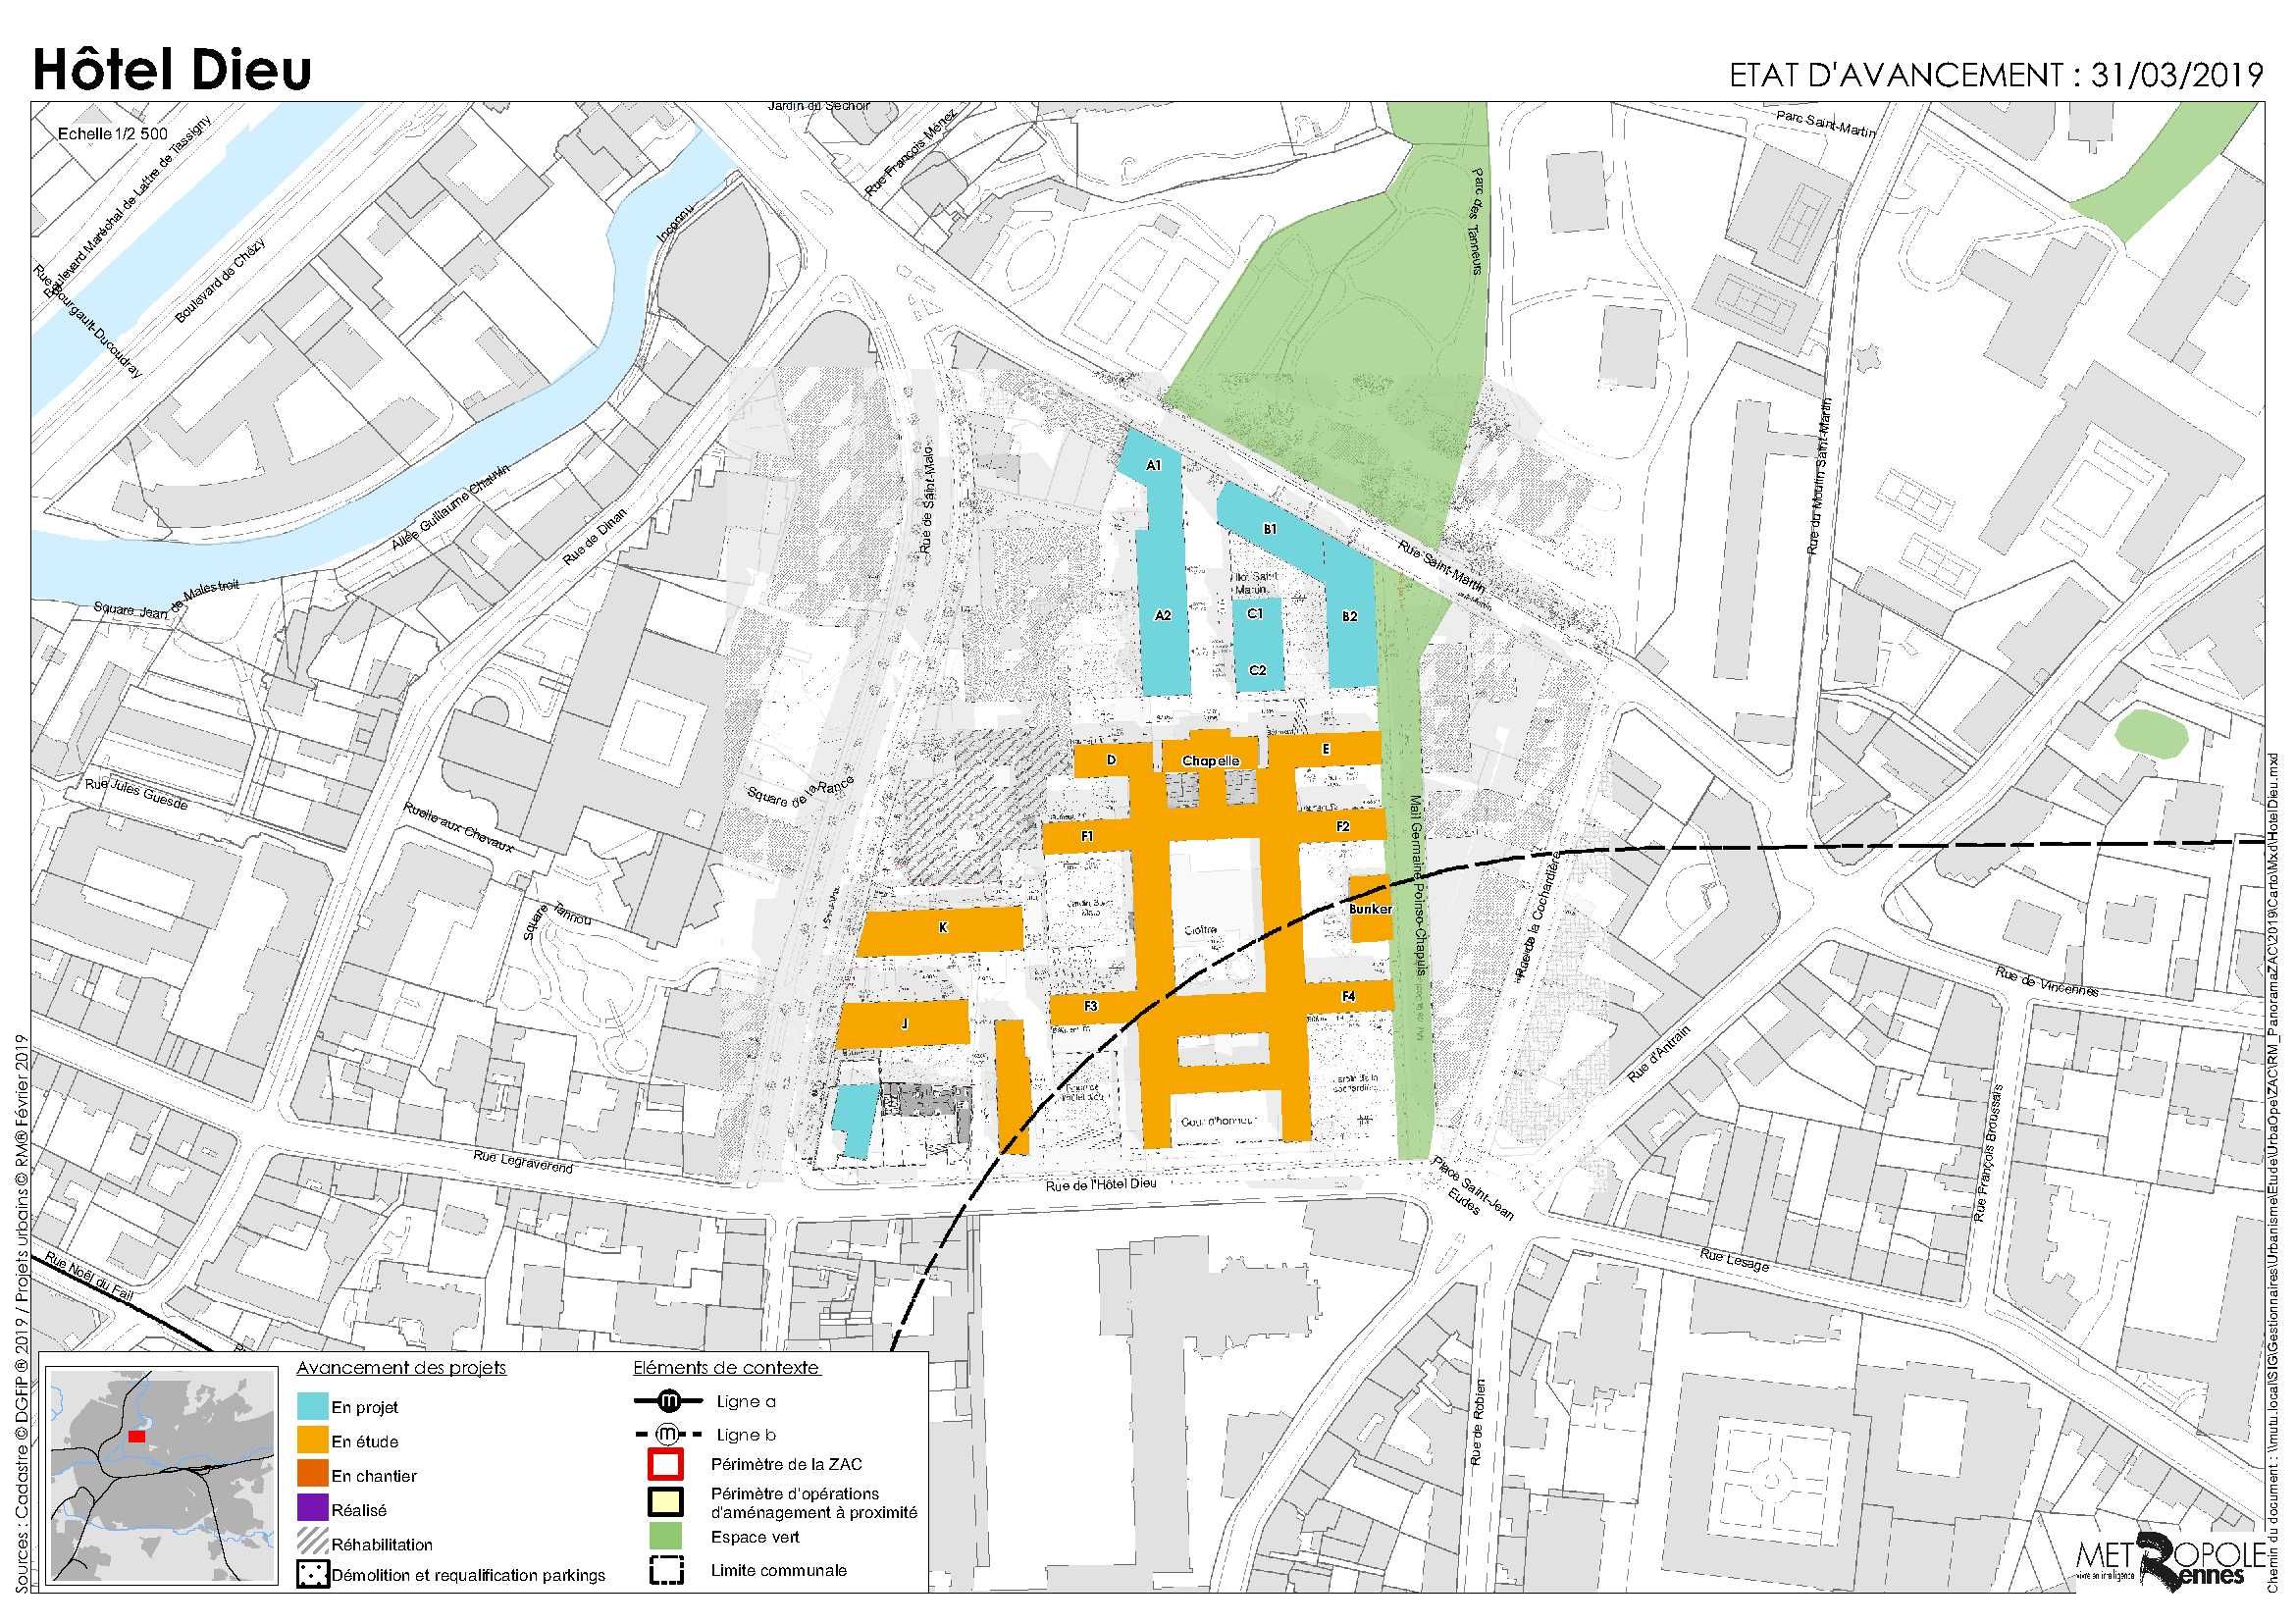 Hôtel Dieu
ETAT D'AVANCEMENT : 31/03/2019
Echelle 1/2 500
Jardin du Séchoir
Parc Saint-Martin
Boulevard Maréchal de Lattre de Tassigny
Rue François Ménez
Parc des Tanneurs
Inconnu
Boulevard de Chézy
Rue Bourgault-Ducoudray
Rue de Saint-Malo
Allée Guillaume Chauvin
Rue de Dinan
Rue du Moulin Saint-Martin
A1
B1
Rue Saint-Martin
Ilot Saint
Martin
Square Jean de Malestroit
A2
C1
B2
C2
D
Chapelle
E
Square de la Rance
Rue Jules Guesde
Ruelle aux Chevaux
F1
F2
Mail Germaine Poinso-Chapuis
Rue de la Cochardière
Bunker
Square Tannou
K
Cloître
Rue de Vincennes
J
F3
F4
Rue d'Antrain
Rue François Broussais
Cour d'honneur
Rue Legraverend
Rue de l'Hôtel Dieu
Place Saint-Jean
Eudes
Rue Lesage
Rue Noël du Fail
Rue de Robien
Avancement des projets
En projet
En étude
En chantier
Réalisé
Réhabilitation
Démolition et requalification parkings
Eléments de contexte
m Ligne a
m Ligne b
Périmètre de la ZAC
Périmètre d'opérations
d'aménagement à proximité
Espace vert
Limite communale
METROPOLE
vivre en intelligence
Rennes
Sources : Cadastre © DGFiP ® 2019 / Projets urbains © RM® Février 2019
Chemin du document : \\mutu.local\SIG\Gestionnaires\Urbanisme\Etude\UrbaOpe\ZAC\RM_PanoramaZAC\2019\Carto\Mxd\HotelDieu.mxd